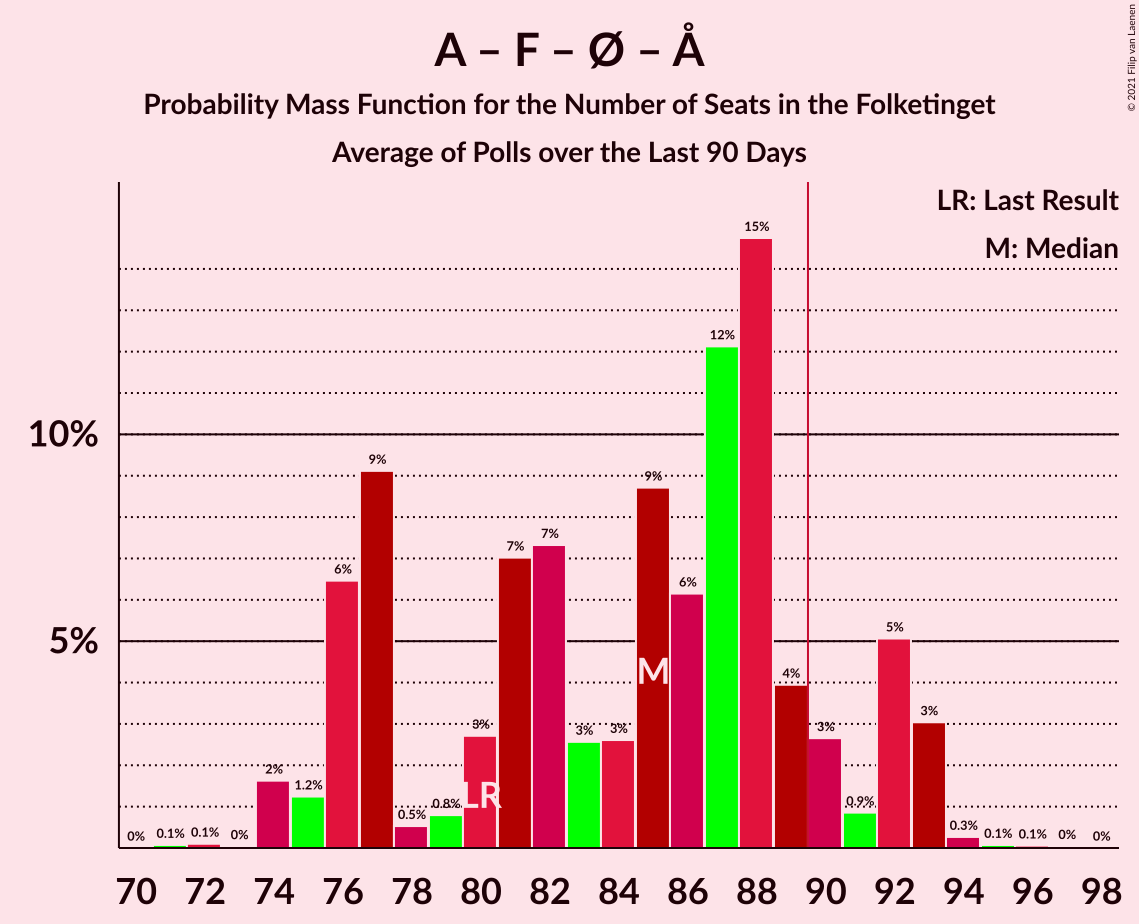 A – F – Ø – Å
Probability Mass Function for the Number of Seats in the Folketinget
Average of Polls over the Last 90 Days
© 2021 Filip van Laenen
LR: Last Result
M: Median
10%
5%
0% 0.1% 0.1% 0% 2% 1.2% 6% 9% 0.5% 0.8% 3% 7% 7% 3% 3% 9% 6% 12% 15% 4% 3% 0.9% 5% 3% 0.3% 0.1% 0.1% 0% 0%
LR
M
70 72 74 76 78 80 82 84 86 88 90 92 94 96 98